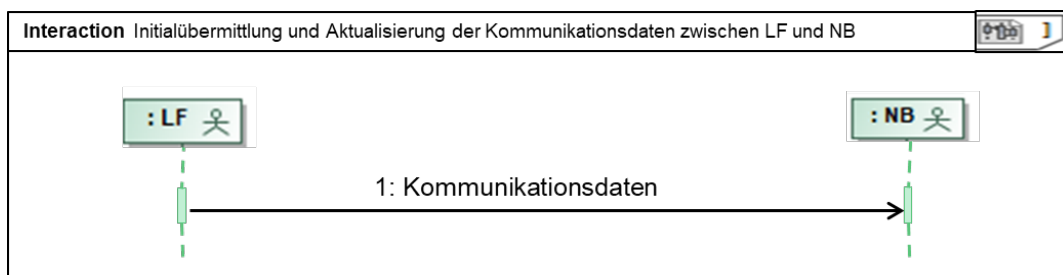 Interaction Initialübermittlung und Aktualisierung der Kommunikationsdaten zwischen LF und NB
: LF
: NB
1: Kommunikationsdaten